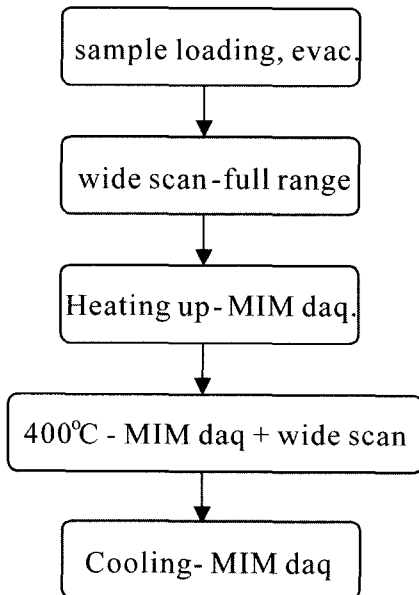 sample loading, evac.
wide scan-full range
Heating up-MIM daq.
400°C - MIM daq + wide scan
Cooling- MIM daq